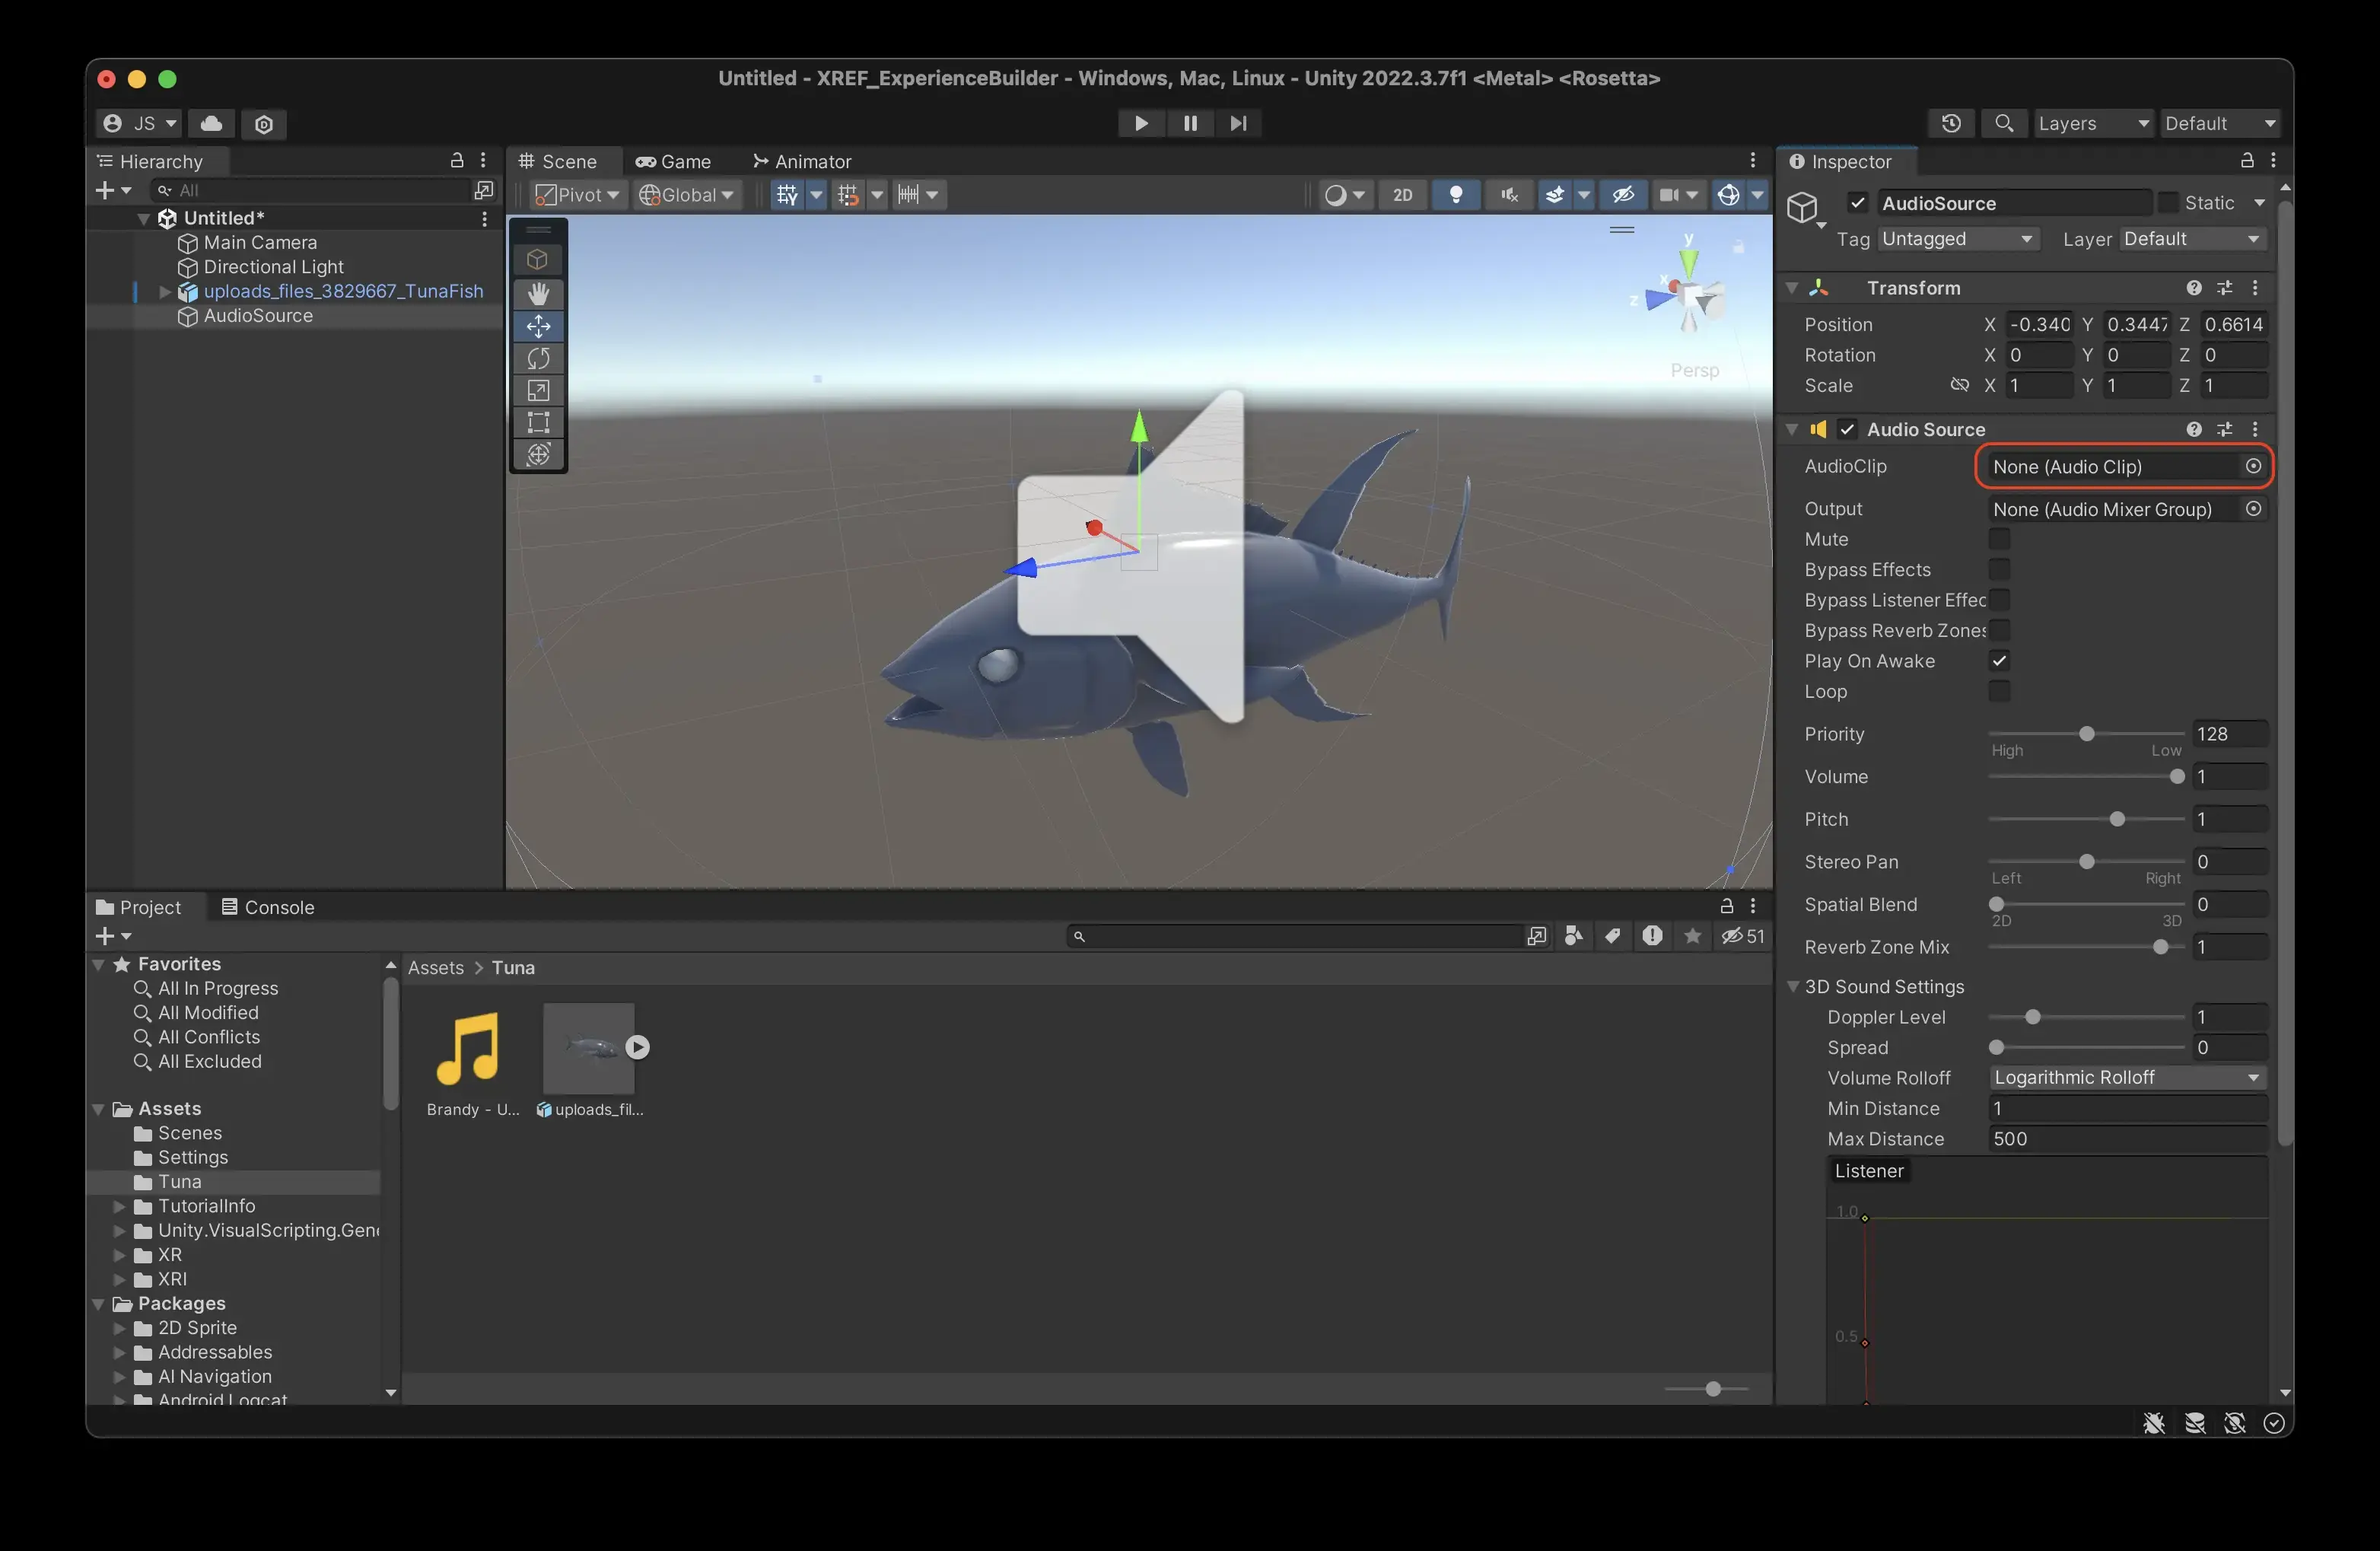 Untitled - XREF_ExperienceBuilder - Windows, Mac, Linux - Unity 2022.3.7f1 <Metal> <Rosetta>
JS
Layers
Default
Hierarchy
All
Untitled*
Main Camera
Directional Light
uploads_files_3829667_TunaFish
AudioSource
Scene
Game
Animator
Pivot
Global
2D
y
x
z
Persp
Inspector
AudioSource
Static
Tag Untagged
Layer Default
Transform
Position X -0.340 Y 0.3447 Z 0.6614
Rotation X 0 Y 0 Z 0
Scale X 1 Y 1 Z 1
Audio Source
AudioClip None (Audio Clip)
Output None (Audio Mixer Group)
Mute
Bypass Effects
Bypass Listener Effec
Bypass Reverb Zones
Play On Awake
Loop
Priority 128
High Low
Volume 1
Pitch 1
Stereo Pan 0
Left Right
Spatial Blend 0
2D 3D
Reverb Zone Mix 1
3D Sound Settings
Doppler Level 1
Spread 0
Volume Rolloff Logarithmic Rolloff
Min Distance 1
Max Distance 500
Listener
1.0
0.5
Project
Console
51
Favorites
All In Progress
All Modified
All Conflicts
All Excluded
Assets
Scenes
Settings
Tuna
TutorialInfo
Unity.VisualScripting.Gene
XR
XRI
Packages
2D Sprite
Addressables
AI Navigation
Android Logcat
Assets > Tuna
Brandy - U...
uploads_fil...